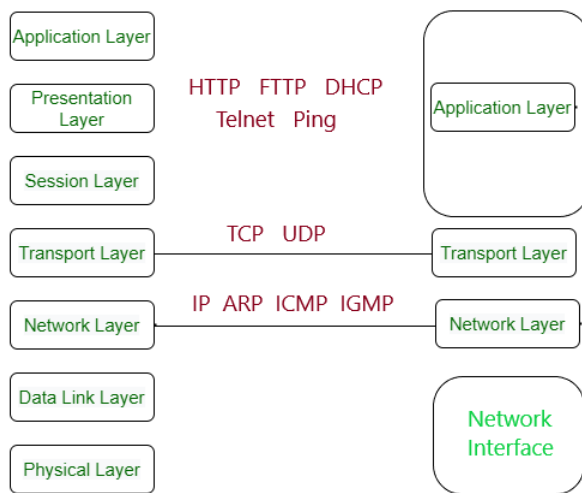 Application Layer
Presentation
Layer
Session Layer
Transport Layer
Network Layer
Data Link Layer
Physical Layer
HTTP FTTP DHCP
Telnet Ping
TCP UDP
IP ARP ICMP IGMP
Application Layer
Transport Layer
Network Layer
Network
Interface